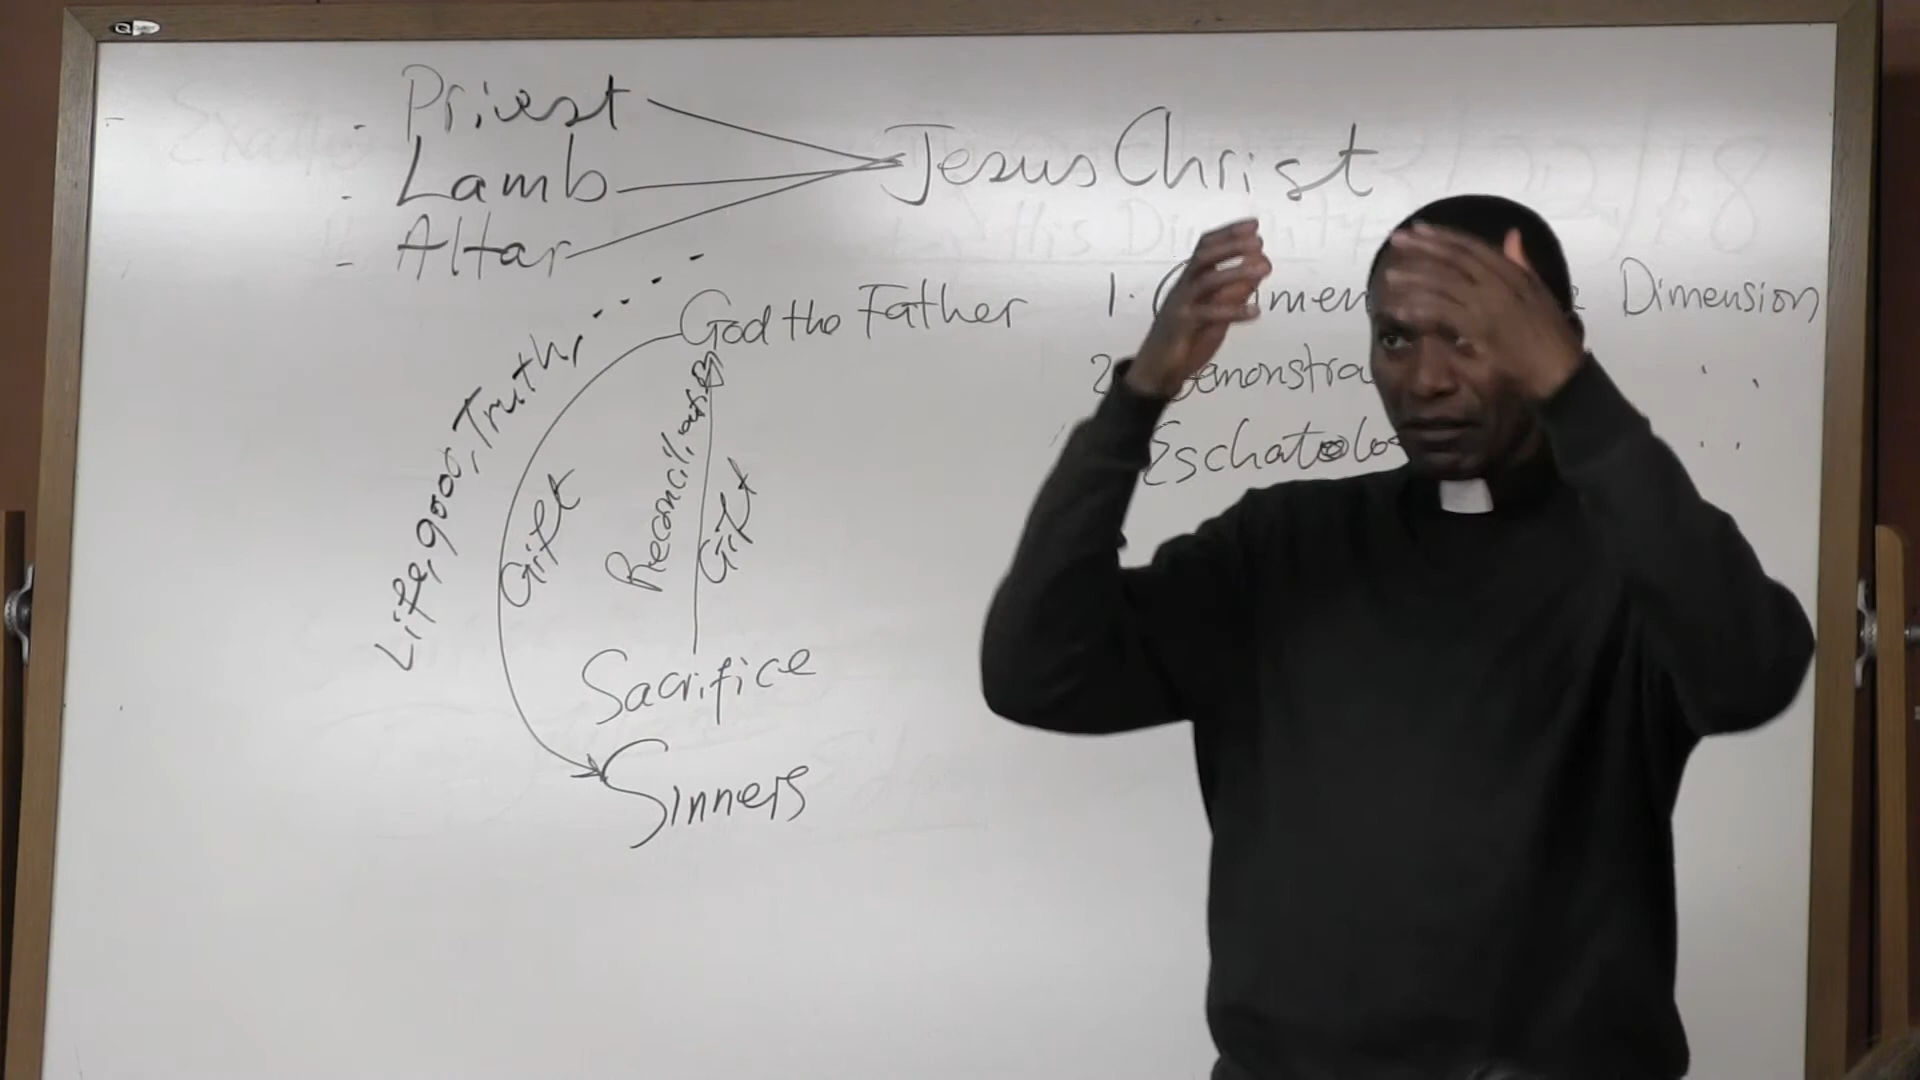 - Priest
- Lamb
- Altar
Jesus Christ
God the Father
Life, good, Truth, . . . .
Gift
Reconciliation
Gift
Sacrifice
Sinners
1. Dimension
2